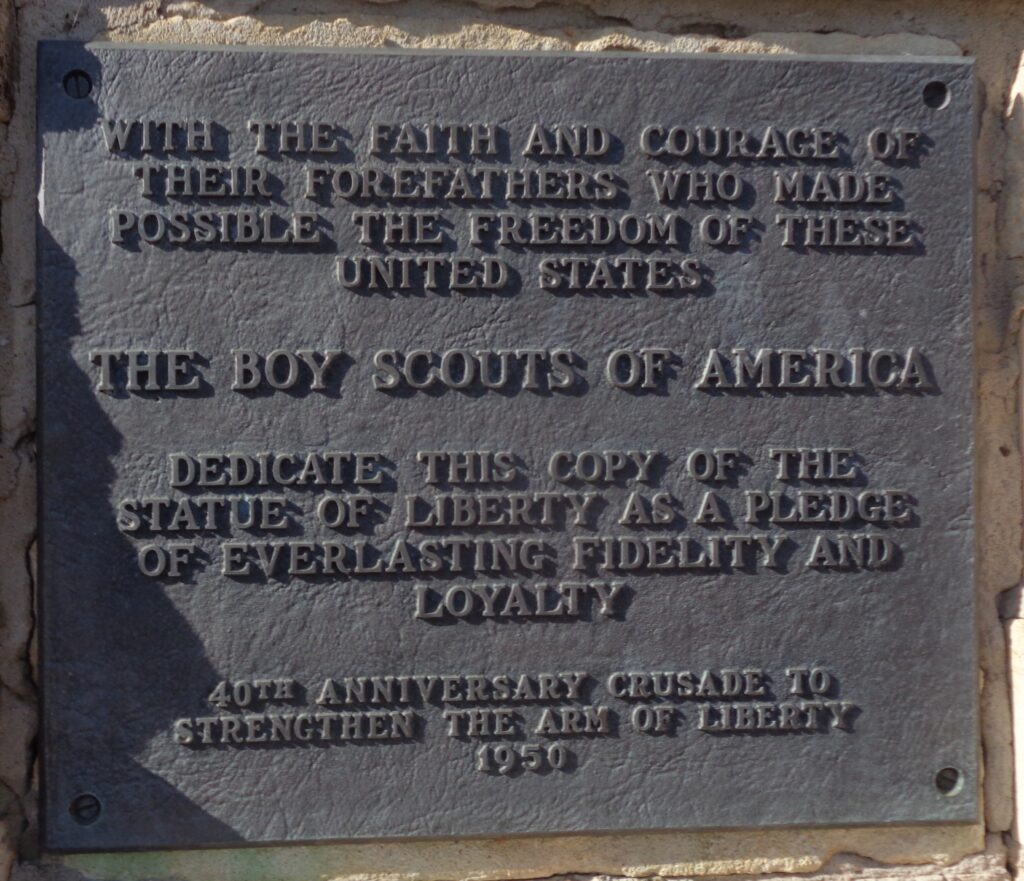 WITH THE FAITH AND COURAGE OF
THEIR FOREFATHERS WHO MADE
POSSIBLE THE FREEDOM OF THESE
UNITED STATES
THE BOY SCOUTS OF AMERICA
DEDICATE THIS COPY OF THE
STATUE OF LIBERTY AS A PLEDGE
OF EVERLASTING FIDELITY AND
LOYALTY
40TH ANNIVERSARY CRUSADE TO
STRENGTHEN THE ARM OF LIBERTY
1950